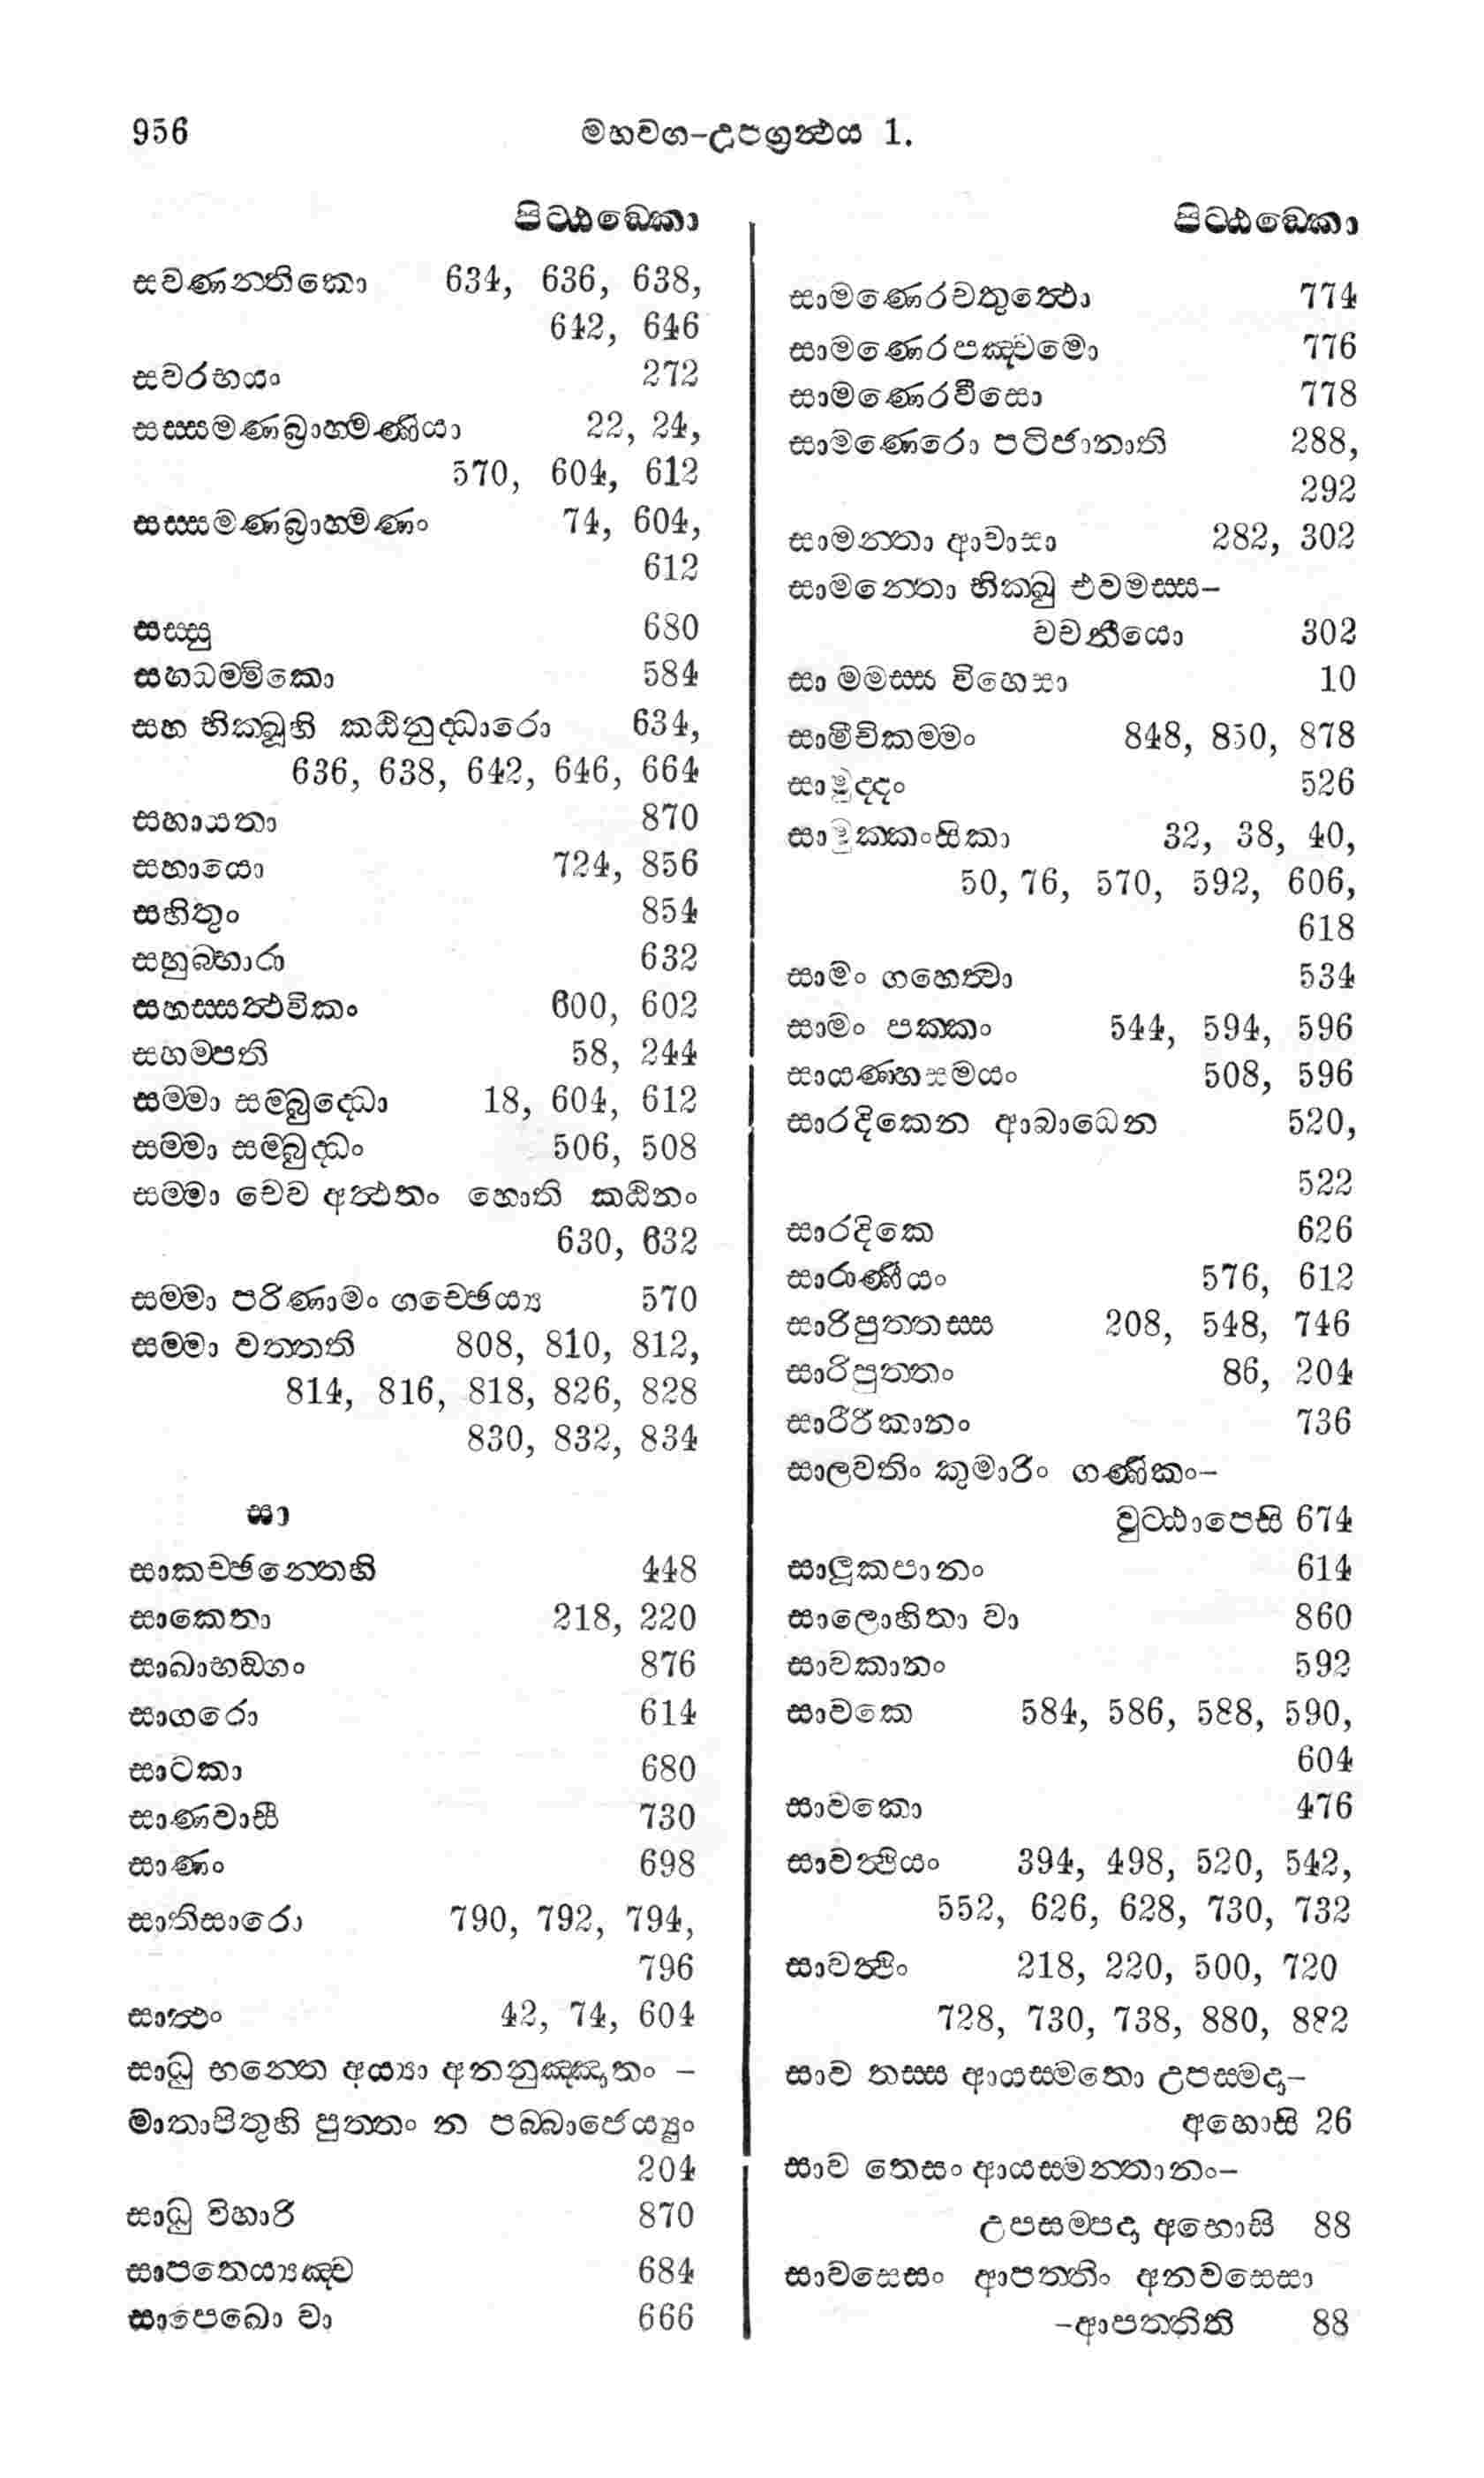 956 මහවග-උපග්‍රන්‍ථය 1.
පිට්ඨඞ්කො
සවණන්තිකො 634, 636, 638,
642, 646
සවරභයං 272
සස්සමණබ්‍රාහ්මණියා 22, 24,
570, 604, 612
සස්සමණබ්‍රාහ්මණං 74, 604,
612
සස්සු 680
සහධම්මිකො 584
සහ භික්ඛූහි කඨිනුද්ධාරො 634,
636, 638, 642, 646, 664
සහායතා 870
සහායො 724, 856
සහිතුං 854
සහුබ්භාරා 632
සහස්සත්‍ථවිකං 600, 602
සහම්පති 58, 244
සම්මා සම්බුද්ධො 18, 604, 612
සම්මා සම්බුද්ධං 506, 508
සම්මා චෙව අත්‍ථතං හොති කඨිනං
630, 632
සම්මා පරිණාමං ගච්ඡෙය්‍ය 570
සම්මා වත්තති 808, 810, 812,
814, 816, 818, 826, 828
830, 832, 834
සා
සාකච්ඡන්තෙහි 448
සාකෙතා 218, 220
සාඛාභඞ්ගං 876
සාගරො 614
සාටකා 680
සාණවාසී 730
සාණං 698
සාතිසාරො 790, 792, 794,
796
සාත්‍ථං 42, 74, 604
සාධු භන්තෙ අය්‍යා අනනුඤ්ඤාතං -
මාතාපිතුහි පුත්තං න පබ්බාජෙය්‍යුං
204
සාධු විහාරි 870
සාපතෙය්‍යඤ්ච 684
සාපෙඛො වා 666
පිට්ඨඞ්කො
සාමණෙරචතුත්‍ථො 774
සාමණෙරපඤ්චමො 776
සාමණෙරවීසො 778
සාමණෙරො පටිජානාති 288,
292
සාමන්තා ආවාසා 282, 302
සාමන්තො භික්ඛු එවමස්ස-
වචනීයො 302
සා මමස්ස විහෙසා 10
සාමීචිකම්මං 848, 850, 878
සාමුද්දං 526
සාමුක්කංසිකා 32, 38, 40,
50, 76, 570, 592, 606,
618
සාමං ගහෙත්‍වා 534
සාමං පක්කං 544, 594, 596
සායණ්හසමයං 508, 596
සාරදිකෙන ආබාධෙන 520,
522
සාරදිකෙ 626
සාරාණීයං 576, 612
සාරිපුත්තස්ස 208, 548, 746
සාරිපුත්තං 86, 204
සාරීරිකානං 736
සාලවතිං කුමාරිං ගණිකං-
වුට්ඨාපෙසි 674
සාලූකපානං 614
සාලොහිතා වා 860
සාවකානං 592
සාවකෙ 584, 586, 588, 590,
604
සාවකො 476
සාවත්‍ථියං 394, 498, 520, 542,
552, 626, 628, 730, 732
සාවත්‍ථිං 218, 220, 500, 720
728, 730, 738, 880, 882
සාව තස්ස ආයස්මතො උපසම්දා-
අහොසි 26
සාව තෙසං ආයස්මන්තානං-
උපසම්පදා අහොසි 88
සාවසෙසං ආපත්තිං අනවසෙසා
-ආපත්තිති 88